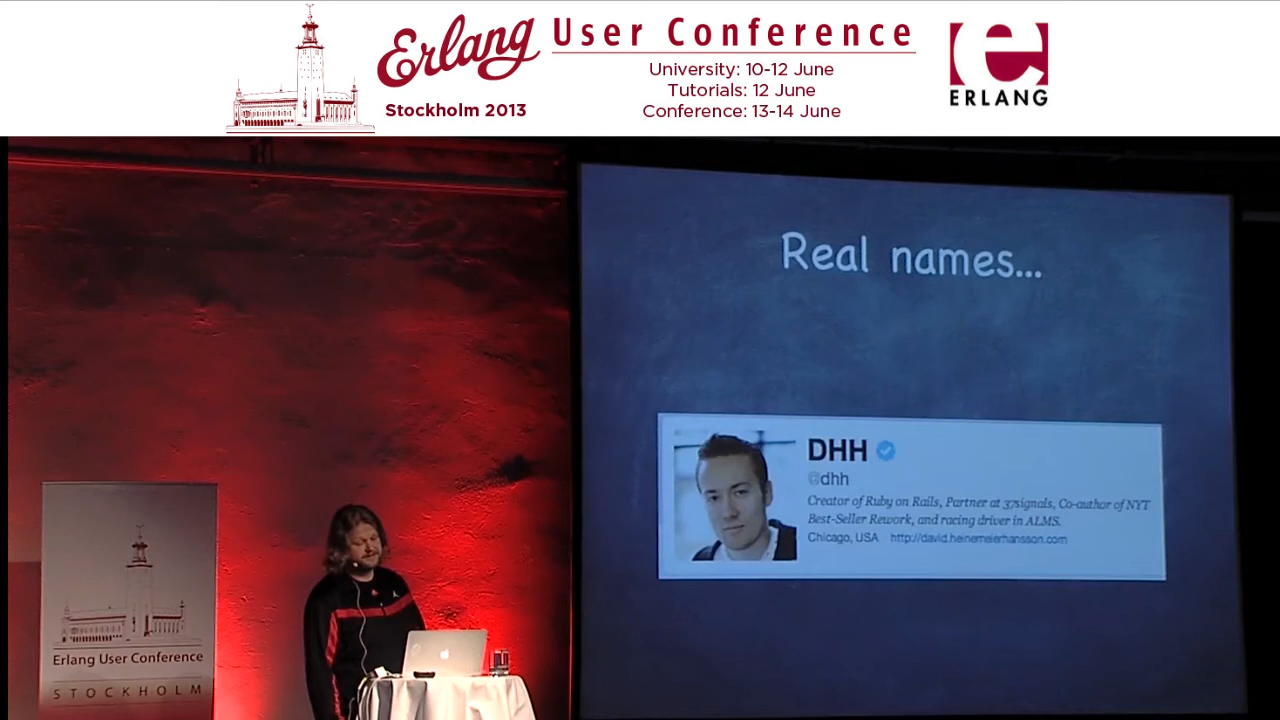 Erlang User Conference
University: 10-12 June
Tutorials: 12 June
Stockholm 2013
Conference: 13-14 June
ERLANG
Real names...
DHH
@dhh
Creator of Ruby on Rails, Partner at 37signals, Co-author of NYT
Best-Seller Rework, and racing driver in ALMS.
Chicago, USA http://david.heinemeierhansson.com
Erlang User Conference
STOCKHOLM